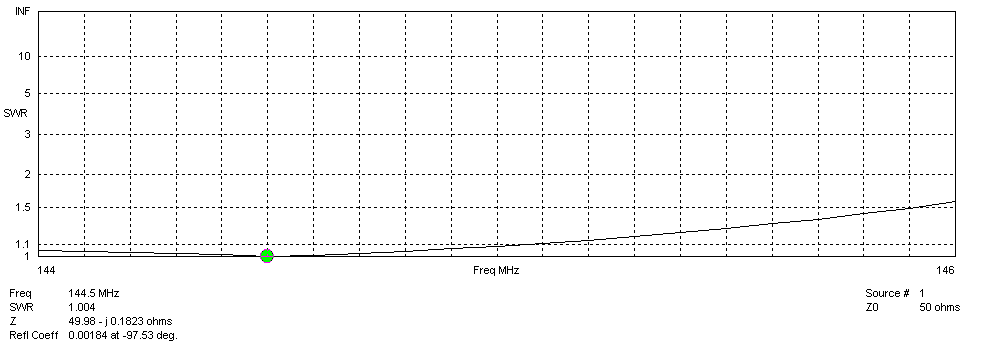 INF
10
5
SWR
3
2
1.5
1.1
1
144 Freq MHz 146
Freq 144.5 MHz Source # 1
SWR 1.004 Z0 50 ohms
Z 49.98 - j 0.1823 ohms
Refl Coeff 0.00184 at -97.53 deg.